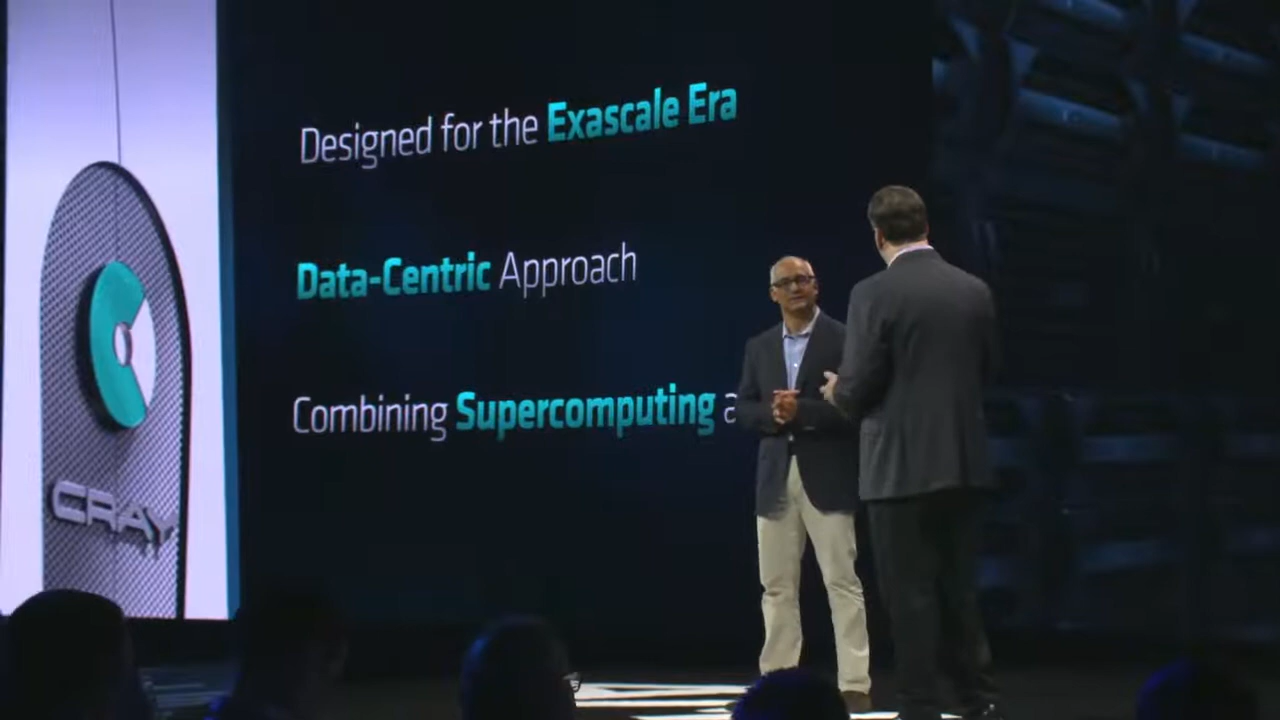 Designed for the Exascale Era
Data-Centric Approach
Combining Supercomputing a
CRAY